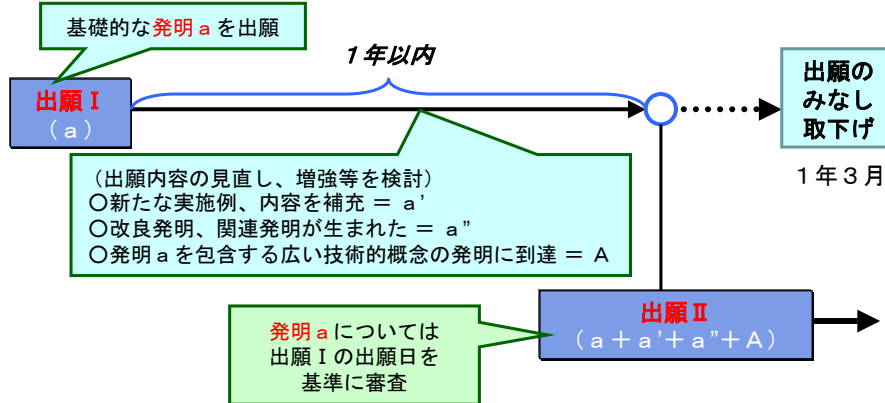 基礎的な発明ａを出願
１年以内
出願Ⅰ
（ａ）
出願の
みなし
取下げ
１年３月
（出願内容の見直し、増強等を検討）
○新たな実施例、内容を補充 ＝ ａ’
○改良発明、関連発明が生まれた ＝ ａ”
○発明ａを包含する広い技術的概念の発明に到達 ＝ Ａ
出願Ⅱ
（ａ＋ａ’＋ａ”＋Ａ）
発明ａについては
出願Ⅰの出願日を
基準に審査